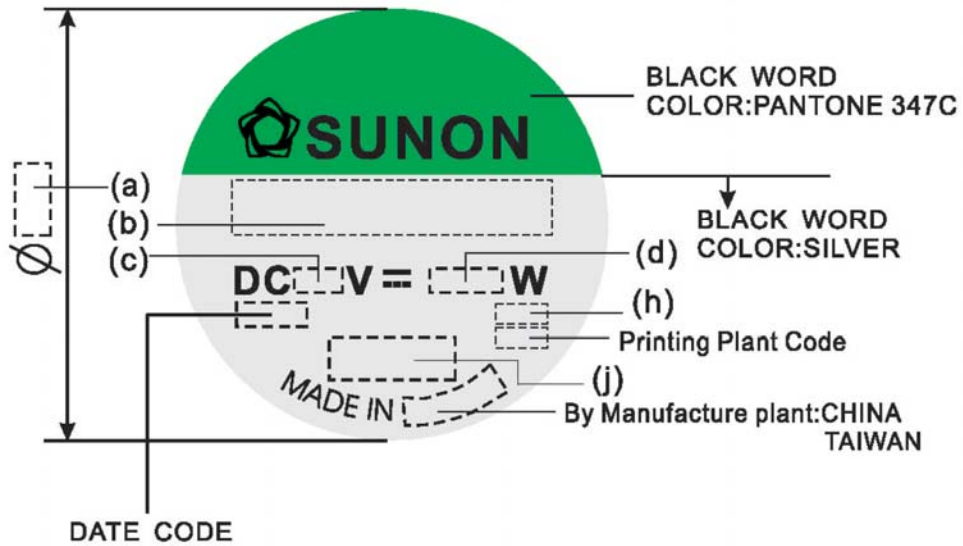 BLACK WORD
COLOR:PANTONE 347C
SUNON
(a)
(b)
BLACK WORD
COLOR:SILVER
Ø
(c)
(d)
DC V ⎓ W
(h)
Printing Plant Code
(j)
MADE IN
By Manufacture plant:CHINA
TAIWAN
DATE CODE